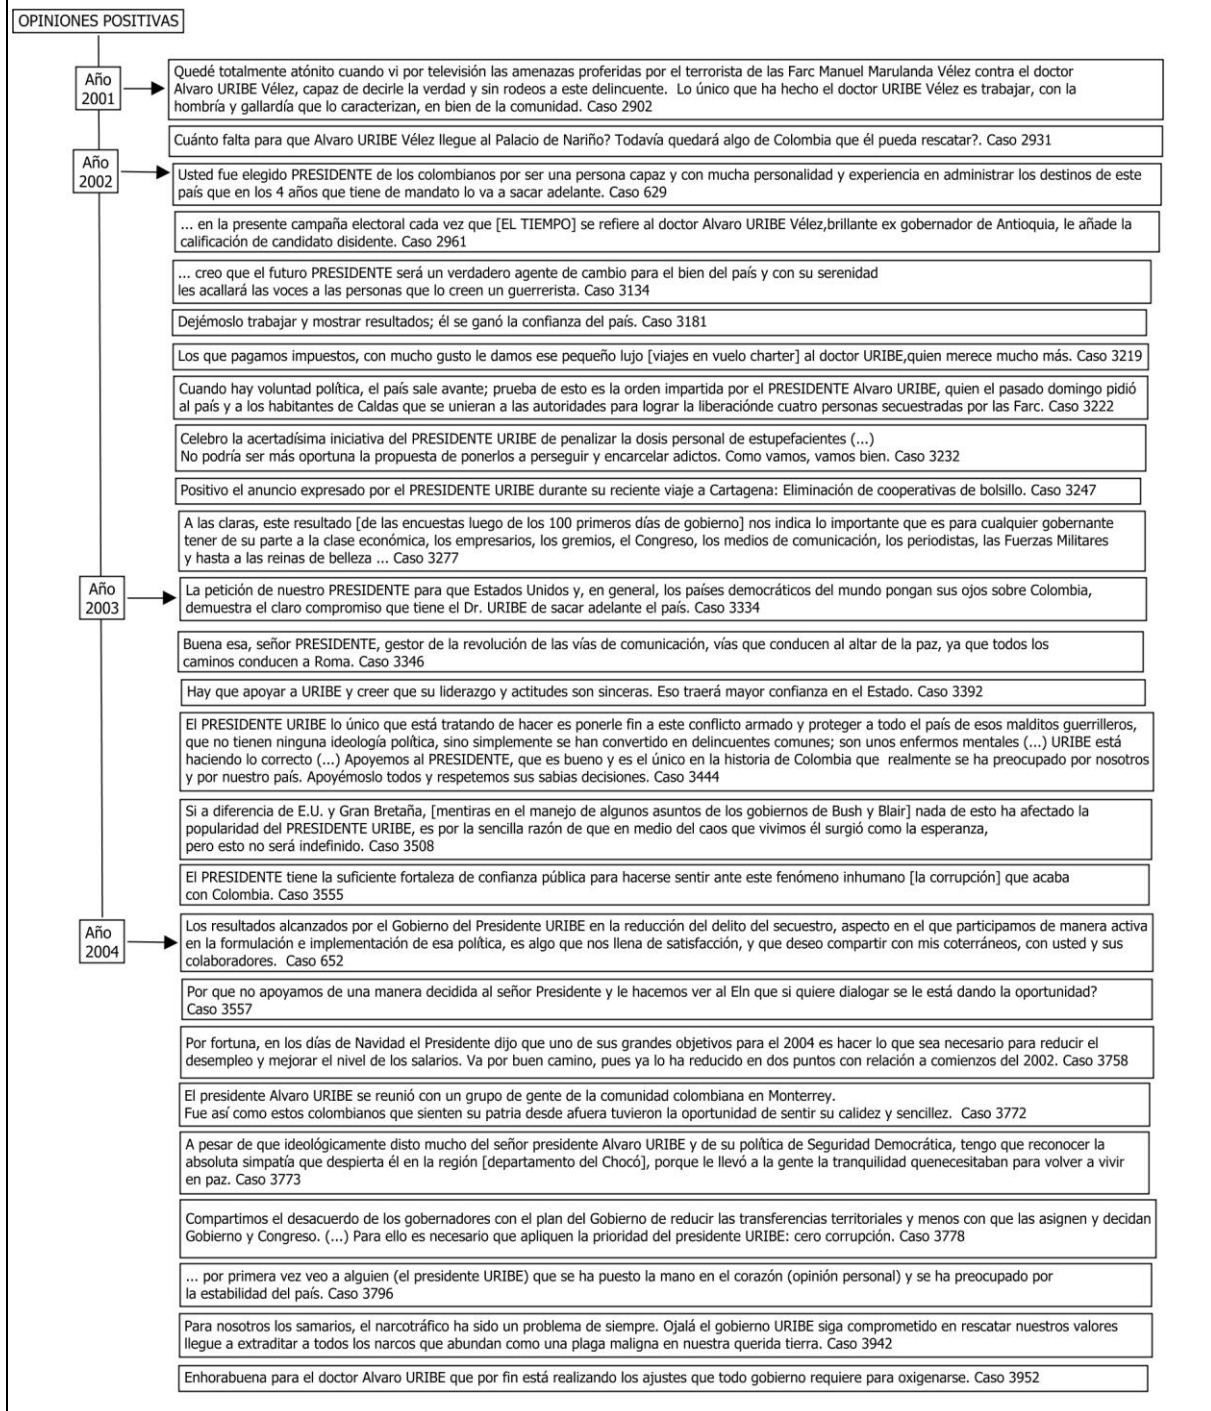 OPINIONES POSITIVAS
Año
2001
Quedé totalmente atónito cuando vi por televisión las amenazas proferidas por el terrorista de las Farc Manuel Marulanda Vélez contra el doctor
Alvaro URIBE Vélez, capaz de decirle la verdad y sin rodeos a este delincuente.  Lo único que ha hecho el doctor URIBE Vélez es trabajar, con la
hombría y gallardía que lo caracterizan, en bien de la comunidad. Caso 2902
Cuánto falta para que Alvaro URIBE Vélez llegue al Palacio de Nariño? Todavía quedará algo de Colombia que él pueda rescatar?. Caso 2931
Año
2002
Usted fue elegido PRESIDENTE de los colombianos por ser una persona capaz y con mucha personalidad y experiencia en administrar los destinos de este
país que en los 4 años que tiene de mandato lo va a sacar adelante. Caso 629
... en la presente campaña electoral cada vez que [EL TIEMPO] se refiere al doctor Alvaro URIBE Vélez,brillante ex gobernador de Antioquia, le añade la
calificación de candidato disidente. Caso 2961
... creo que el futuro PRESIDENTE será un verdadero agente de cambio para el bien del país y con su serenidad
les acallará las voces a las personas que lo creen un guerrerista. Caso 3134
Dejémoslo trabajar y mostrar resultados; él se ganó la confianza del país. Caso 3181
Los que pagamos impuestos, con mucho gusto le damos ese pequeño lujo [viajes en vuelo charter] al doctor URIBE,quien merece mucho más. Caso 3219
Cuando hay voluntad política, el país sale avante; prueba de esto es la orden impartida por el PRESIDENTE Alvaro URIBE, quien el pasado domingo pidió
al país y a los habitantes de Caldas que se unieran a las autoridades para lograr la liberaciónde cuatro personas secuestradas por las Farc. Caso 3222
Celebro la acertadísima iniciativa del PRESIDENTE URIBE de penalizar la dosis personal de estupefacientes (...)
No podría ser más oportuna la propuesta de ponerlos a perseguir y encarcelar adictos. Como vamos, vamos bien. Caso 3232
Positivo el anuncio expresado por el PRESIDENTE URIBE durante su reciente viaje a Cartagena: Eliminación de cooperativas de bolsillo. Caso 3247
A las claras, este resultado [de las encuestas luego de los 100 primeros días de gobierno] nos indica lo importante que es para cualquier gobernante
tener de su parte a la clase económica, los empresarios, los gremios, el Congreso, los medios de comunicación, los periodistas, las Fuerzas Militares
y hasta a las reinas de belleza ... Caso 3277
Año
2003
La petición de nuestro PRESIDENTE para que Estados Unidos y, en general, los países democráticos del mundo pongan sus ojos sobre Colombia,
demuestra el claro compromiso que tiene el Dr. URIBE de sacar adelante el país. Caso 3334
Buena esa, señor PRESIDENTE, gestor de la revolución de las vías de comunicación, vías que conducen al altar de la paz, ya que todos los
caminos conducen a Roma. Caso 3346
Hay que apoyar a URIBE y creer que su liderazgo y actitudes son sinceras. Eso traerá mayor confianza en el Estado. Caso 3392
El PRESIDENTE URIBE lo único que está tratando de hacer es ponerle fin a este conflicto armado y proteger a todo el país de esos malditos guerrilleros,
que no tienen ninguna ideología política, sino simplemente se han convertido en delincuentes comunes; son unos enfermos mentales (...) URIBE está
haciendo lo correcto (...) Apoyemos al PRESIDENTE, que es bueno y es el único en la historia de Colombia que  realmente se ha preocupado por nosotros
y por nuestro país. Apoyémoslo todos y respetemos sus sabias decisiones. Caso 3444
Si a diferencia de E.U. y Gran Bretaña, [mentiras en el manejo de algunos asuntos de los gobiernos de Bush y Blair] nada de esto ha afectado la
popularidad del PRESIDENTE URIBE, es por la sencilla razón de que en medio del caos que vivimos él surgió como la esperanza,
pero esto no será indefinido. Caso 3508
El PRESIDENTE tiene la suficiente fortaleza de confianza pública para hacerse sentir ante este fenómeno inhumano [la corrupción] que acaba
con Colombia. Caso 3555
Año
2004
Los resultados alcanzados por el Gobierno del Presidente URIBE en la reducción del delito del secuestro, aspecto en el que participamos de manera activa
en la formulación e implementación de esa política, es algo que nos llena de satisfacción, y que deseo compartir con mis coterráneos, con usted y sus
colaboradores.  Caso 652
Por que no apoyamos de una manera decidida al señor Presidente y le hacemos ver al Eln que si quiere dialogar se le está dando la oportunidad?
Caso 3557
Por fortuna, en los días de Navidad el Presidente dijo que uno de sus grandes objetivos para el 2004 es hacer lo que sea necesario para reducir el
desempleo y mejorar el nivel de los salarios. Va por buen camino, pues ya lo ha reducido en dos puntos con relación a comienzos del 2002. Caso 3758
El presidente Alvaro URIBE se reunió con un grupo de gente de la comunidad colombiana en Monterrey.
Fue así como estos colombianos que sienten su patria desde afuera tuvieron la oportunidad de sentir su calidez y sencillez.  Caso 3772
A pesar de que ideológicamente disto mucho del señor presidente Alvaro URIBE y de su política de Seguridad Democrática, tengo que reconocer la
absoluta simpatía que despierta él en la región [departamento del Chocó], porque le llevó a la gente la tranquilidad quenecesitaban para volver a vivir
en paz. Caso 3773
Compartimos el desacuerdo de los gobernadores con el plan del Gobierno de reducir las transferencias territoriales y menos con que las asignen y decidan
Gobierno y Congreso. (...) Para ello es necesario que apliquen la prioridad del presidente URIBE: cero corrupción. Caso 3778
... por primera vez veo a alguien (el presidente URIBE) que se ha puesto la mano en el corazón (opinión personal) y se ha preocupado por
la estabilidad del país. Caso 3796
Para nosotros los samarios, el narcotráfico ha sido un problema de siempre. Ojalá el gobierno URIBE siga comprometido en rescatar nuestros valores
llegue a extraditar a todos los narcos que abundan como una plaga maligna en nuestra querida tierra. Caso 3942
Enhorabuena para el doctor Alvaro URIBE que por fin está realizando los ajustes que todo gobierno requiere para oxigenarse. Caso 3952